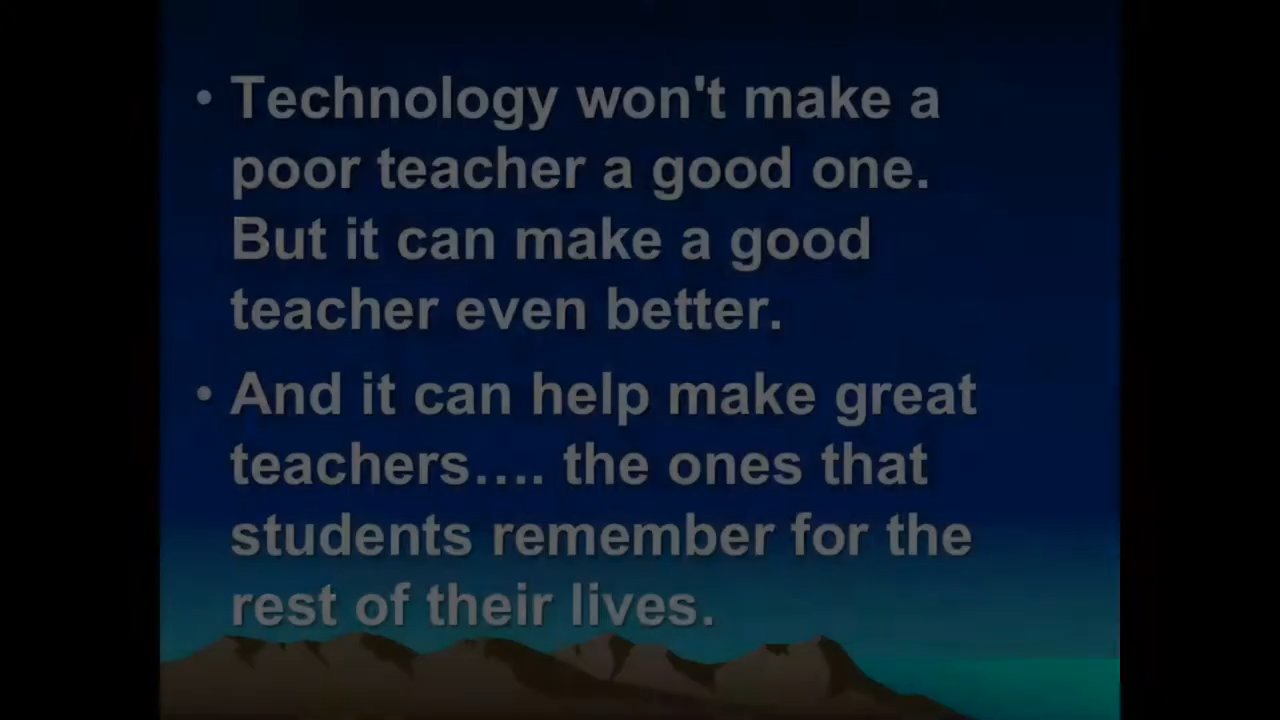 • Technology won't make a
poor teacher a good one.
But it can make a good
teacher even better.
• And it can help make great
teachers.... the ones that
students remember for the
rest of their lives.